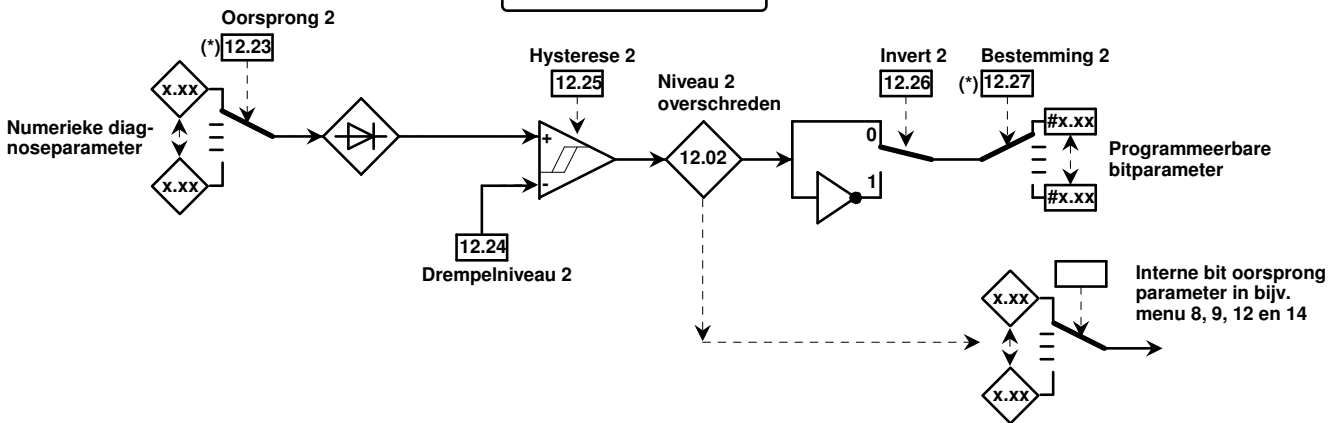 Oorsprong 2
(*) 12.23
Hysterese 2
12.25
Niveau 2
overschreden
Invert 2
12.26
Bestemming 2
(*) 12.27
x.xx
x.xx
Numerieke diag-
noseparameter
+
-
12.02
0
1
#x.xx
#x.xx
Programmeerbare
bitparameter
12.24
Drempelniveau 2
x.xx
x.xx
Interne bit oorsprong
parameter in bijv.
menu 8, 9, 12 en 14